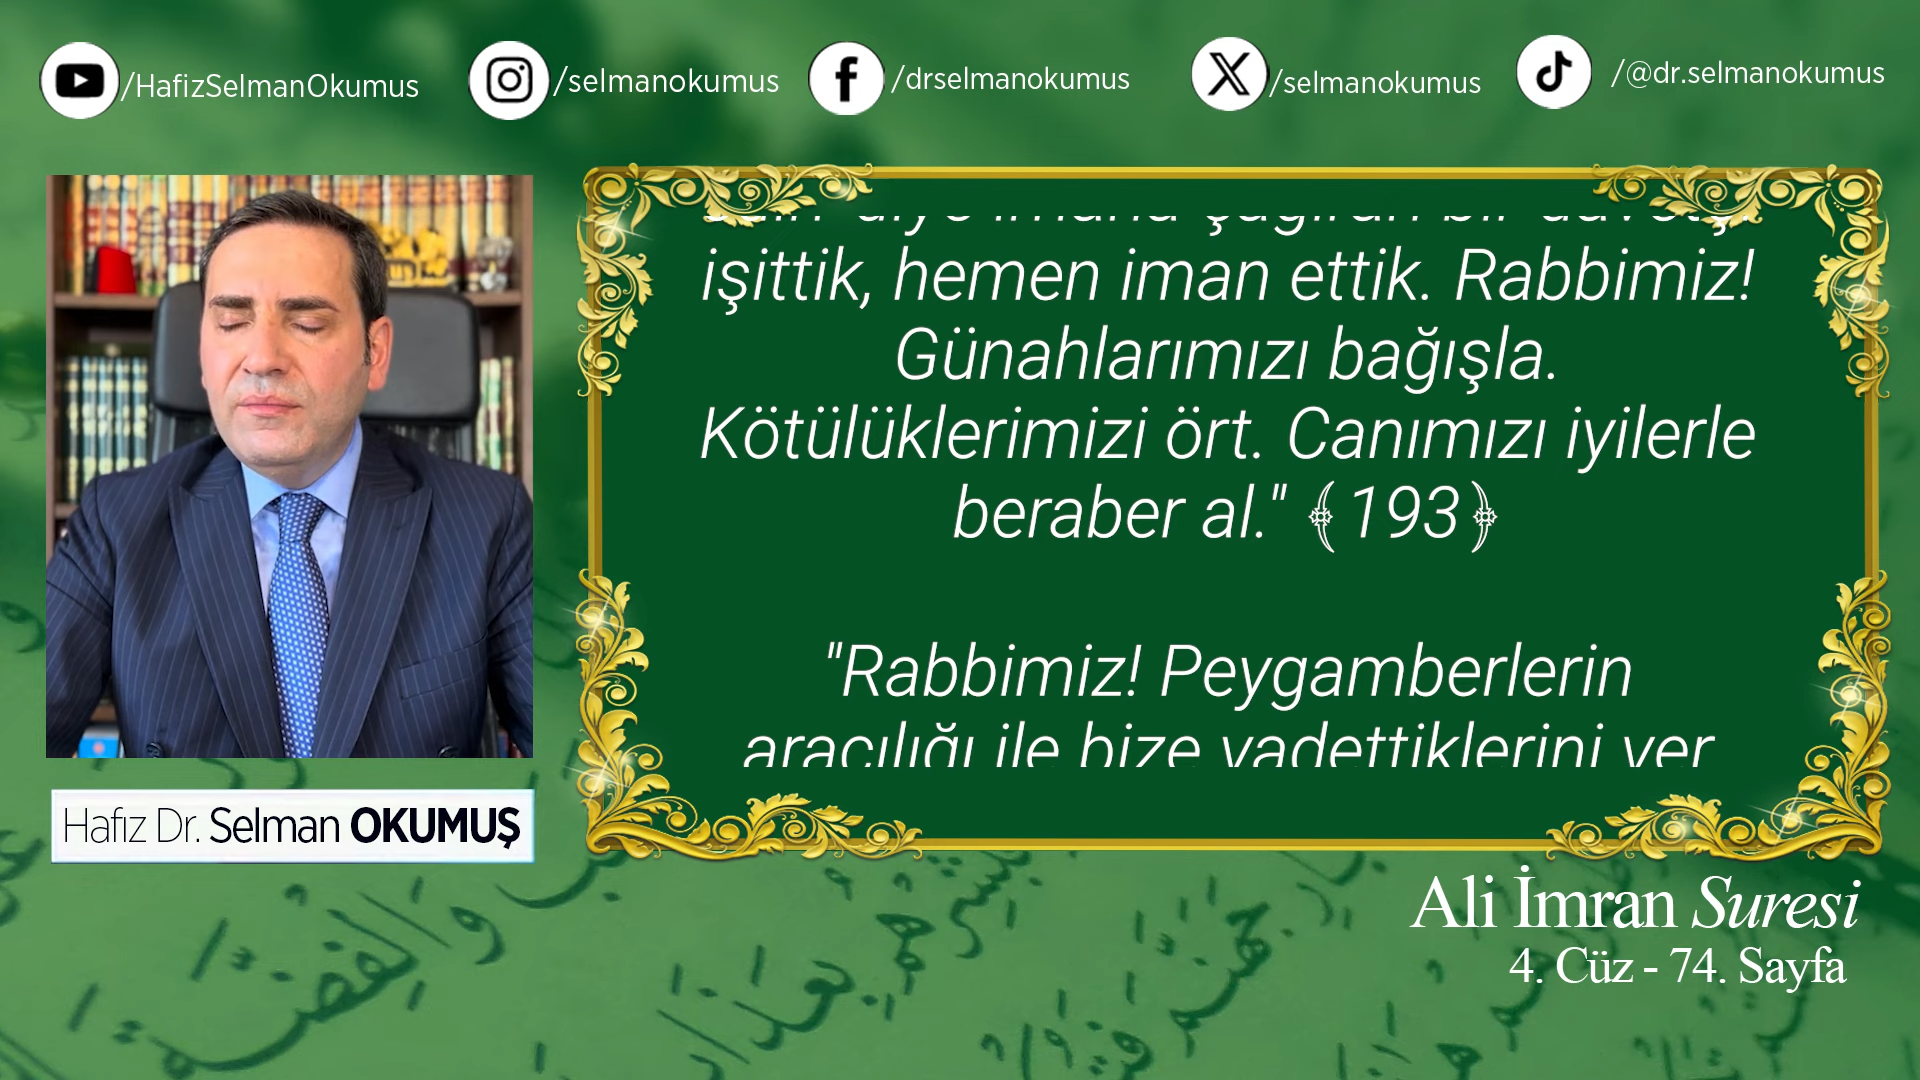 /HafizSelmanOkumus
/selmanokumus
/drselmanokumus
/selmanokumus
/@dr.selmanokumus
işittik, hemen iman ettik. Rabbimiz!
Günahlarımızı bağışla.
Kötülüklerimizi ört. Canımızı iyilerle
beraber al." ﴾193﴿
"Rabbimiz! Peygamberlerin
aracılığı ile bize vadettiklerini ver
Hafız Dr. Selman OKUMUŞ
Ali İmran Suresi
4. Cüz - 74. Sayfa